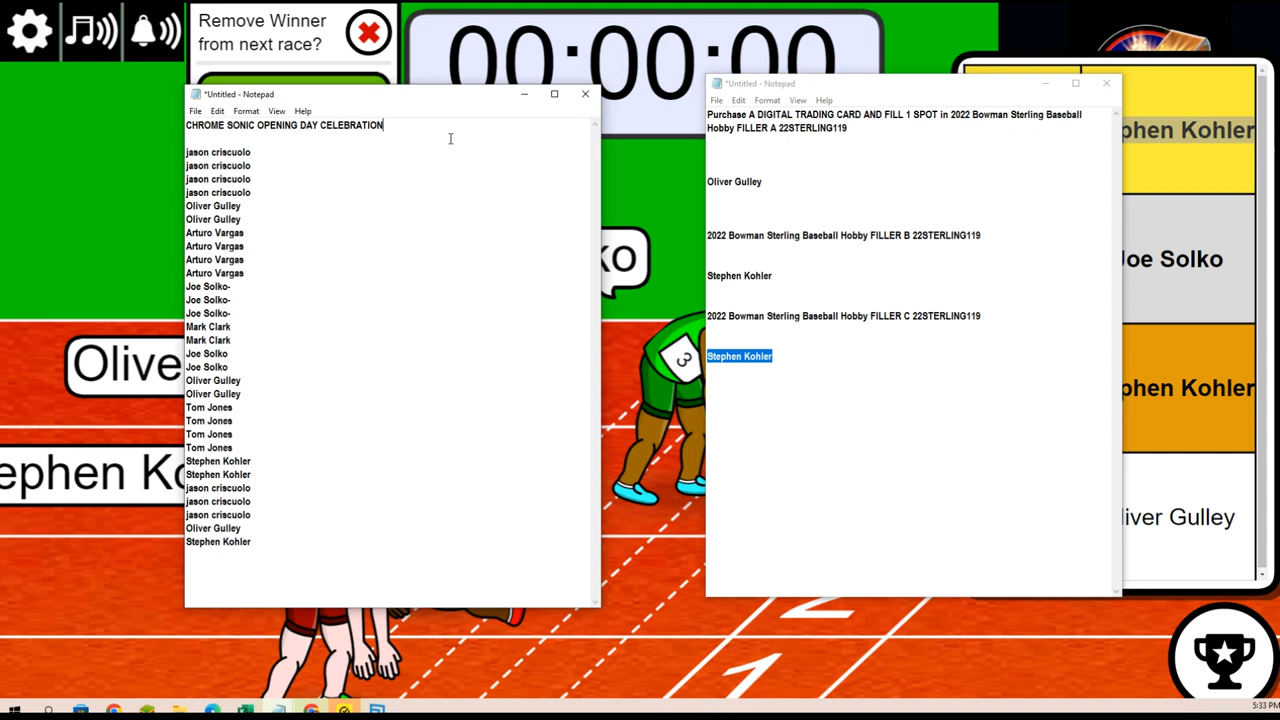 Remove Winner
from next race?
00:00:00
*Untitled - Notepad
File Edit Format View Help
CHROME SONIC OPENING DAY CELEBRATION
jason criscuolo
jason criscuolo
jason criscuolo
jason criscuolo
Oliver Gulley
Oliver Gulley
Arturo Vargas
Arturo Vargas
Arturo Vargas
Arturo Vargas
Joe Solko-
Joe Solko-
Joe Solko-
Mark Clark
Mark Clark
Joe Solko
Joe Solko
Oliver Gulley
Oliver Gulley
Tom Jones
Tom Jones
Tom Jones
Tom Jones
Stephen Kohler
Stephen Kohler
jason criscuolo
jason criscuolo
jason criscuolo
Oliver Gulley
Stephen Kohler
*Untitled - Notepad
File Edit Format View Help
Purchase A DIGITAL TRADING CARD AND FILL 1 SPOT in 2022 Bowman Sterling Baseball
Hobby FILLER A 22STERLING119
Oliver Gulley
2022 Bowman Sterling Baseball Hobby FILLER B 22STERLING119
Stephen Kohler
2022 Bowman Sterling Baseball Hobby FILLER C 22STERLING119
Stephen Kohler
phen Kohler
Joe Solko
phen Kohler
liver Gulley
ko
Olive
ephen Ko
3
2
1
5:33 PM